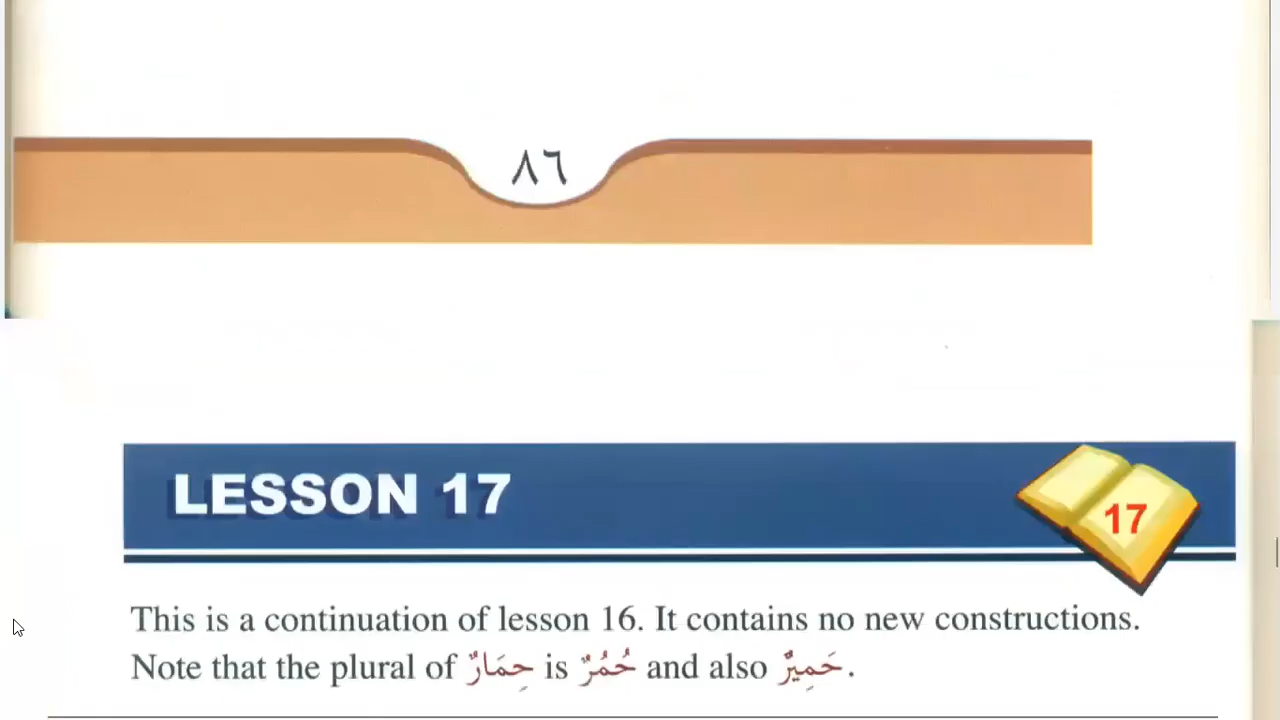 ٨٦
LESSON 17
17
This is a continuation of lesson 16. It contains no new constructions.
Note that the plural of حِمَارٌ is حُمُرٌ and also حَمِيرٌ.